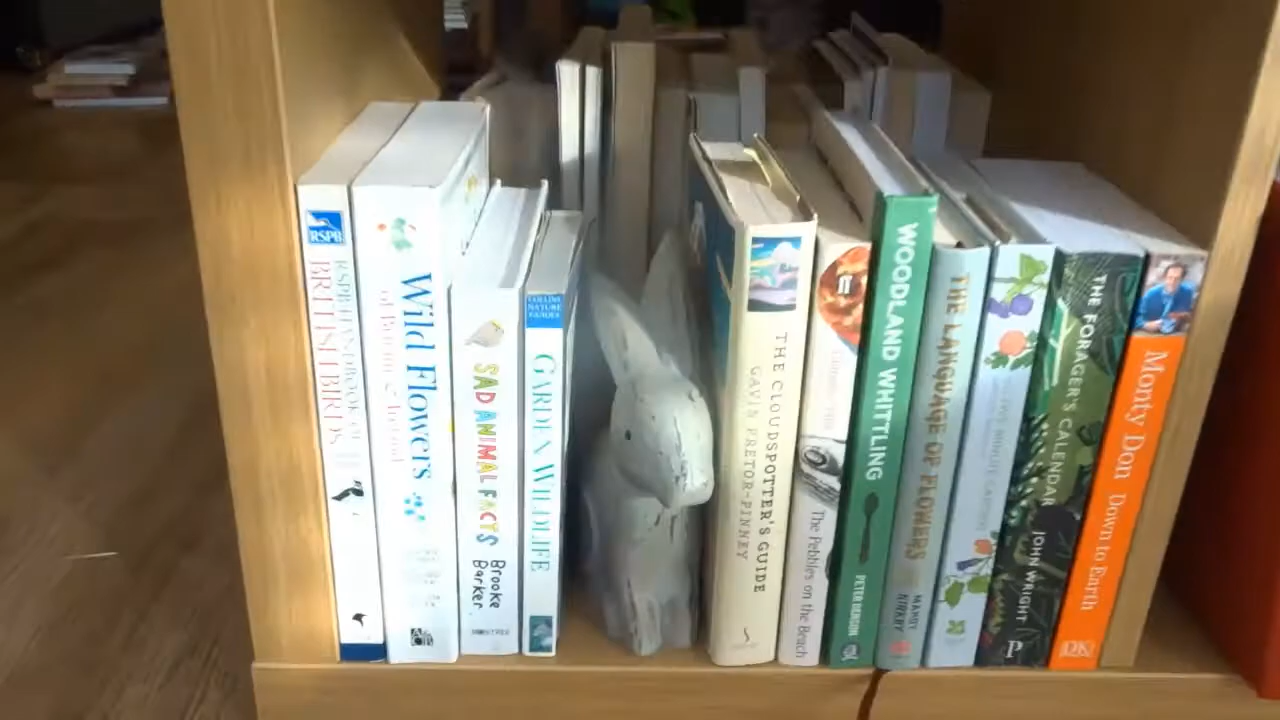 RSPB
RSPB HANDBOOK OF
BRITISH BIRDS
Wild Flowers
SAD ANIMAL FACTS
Brooke
Barker
COLLINS
NATURE
GUIDES
GARDEN WILDLIFE
THE CLOUDSPOTTER'S GUIDE
GAVIN PRETOR-PINNEY
The Pebbles on the Beach
WOODLAND WHITTLING
PETER BENSON
THE LANGUAGE OF FLOWERS
MANDY
KIRKBY
THE FORAGER'S CALENDAR
JOHN WRIGHT
P
Monty Don
Down to Earth
DK